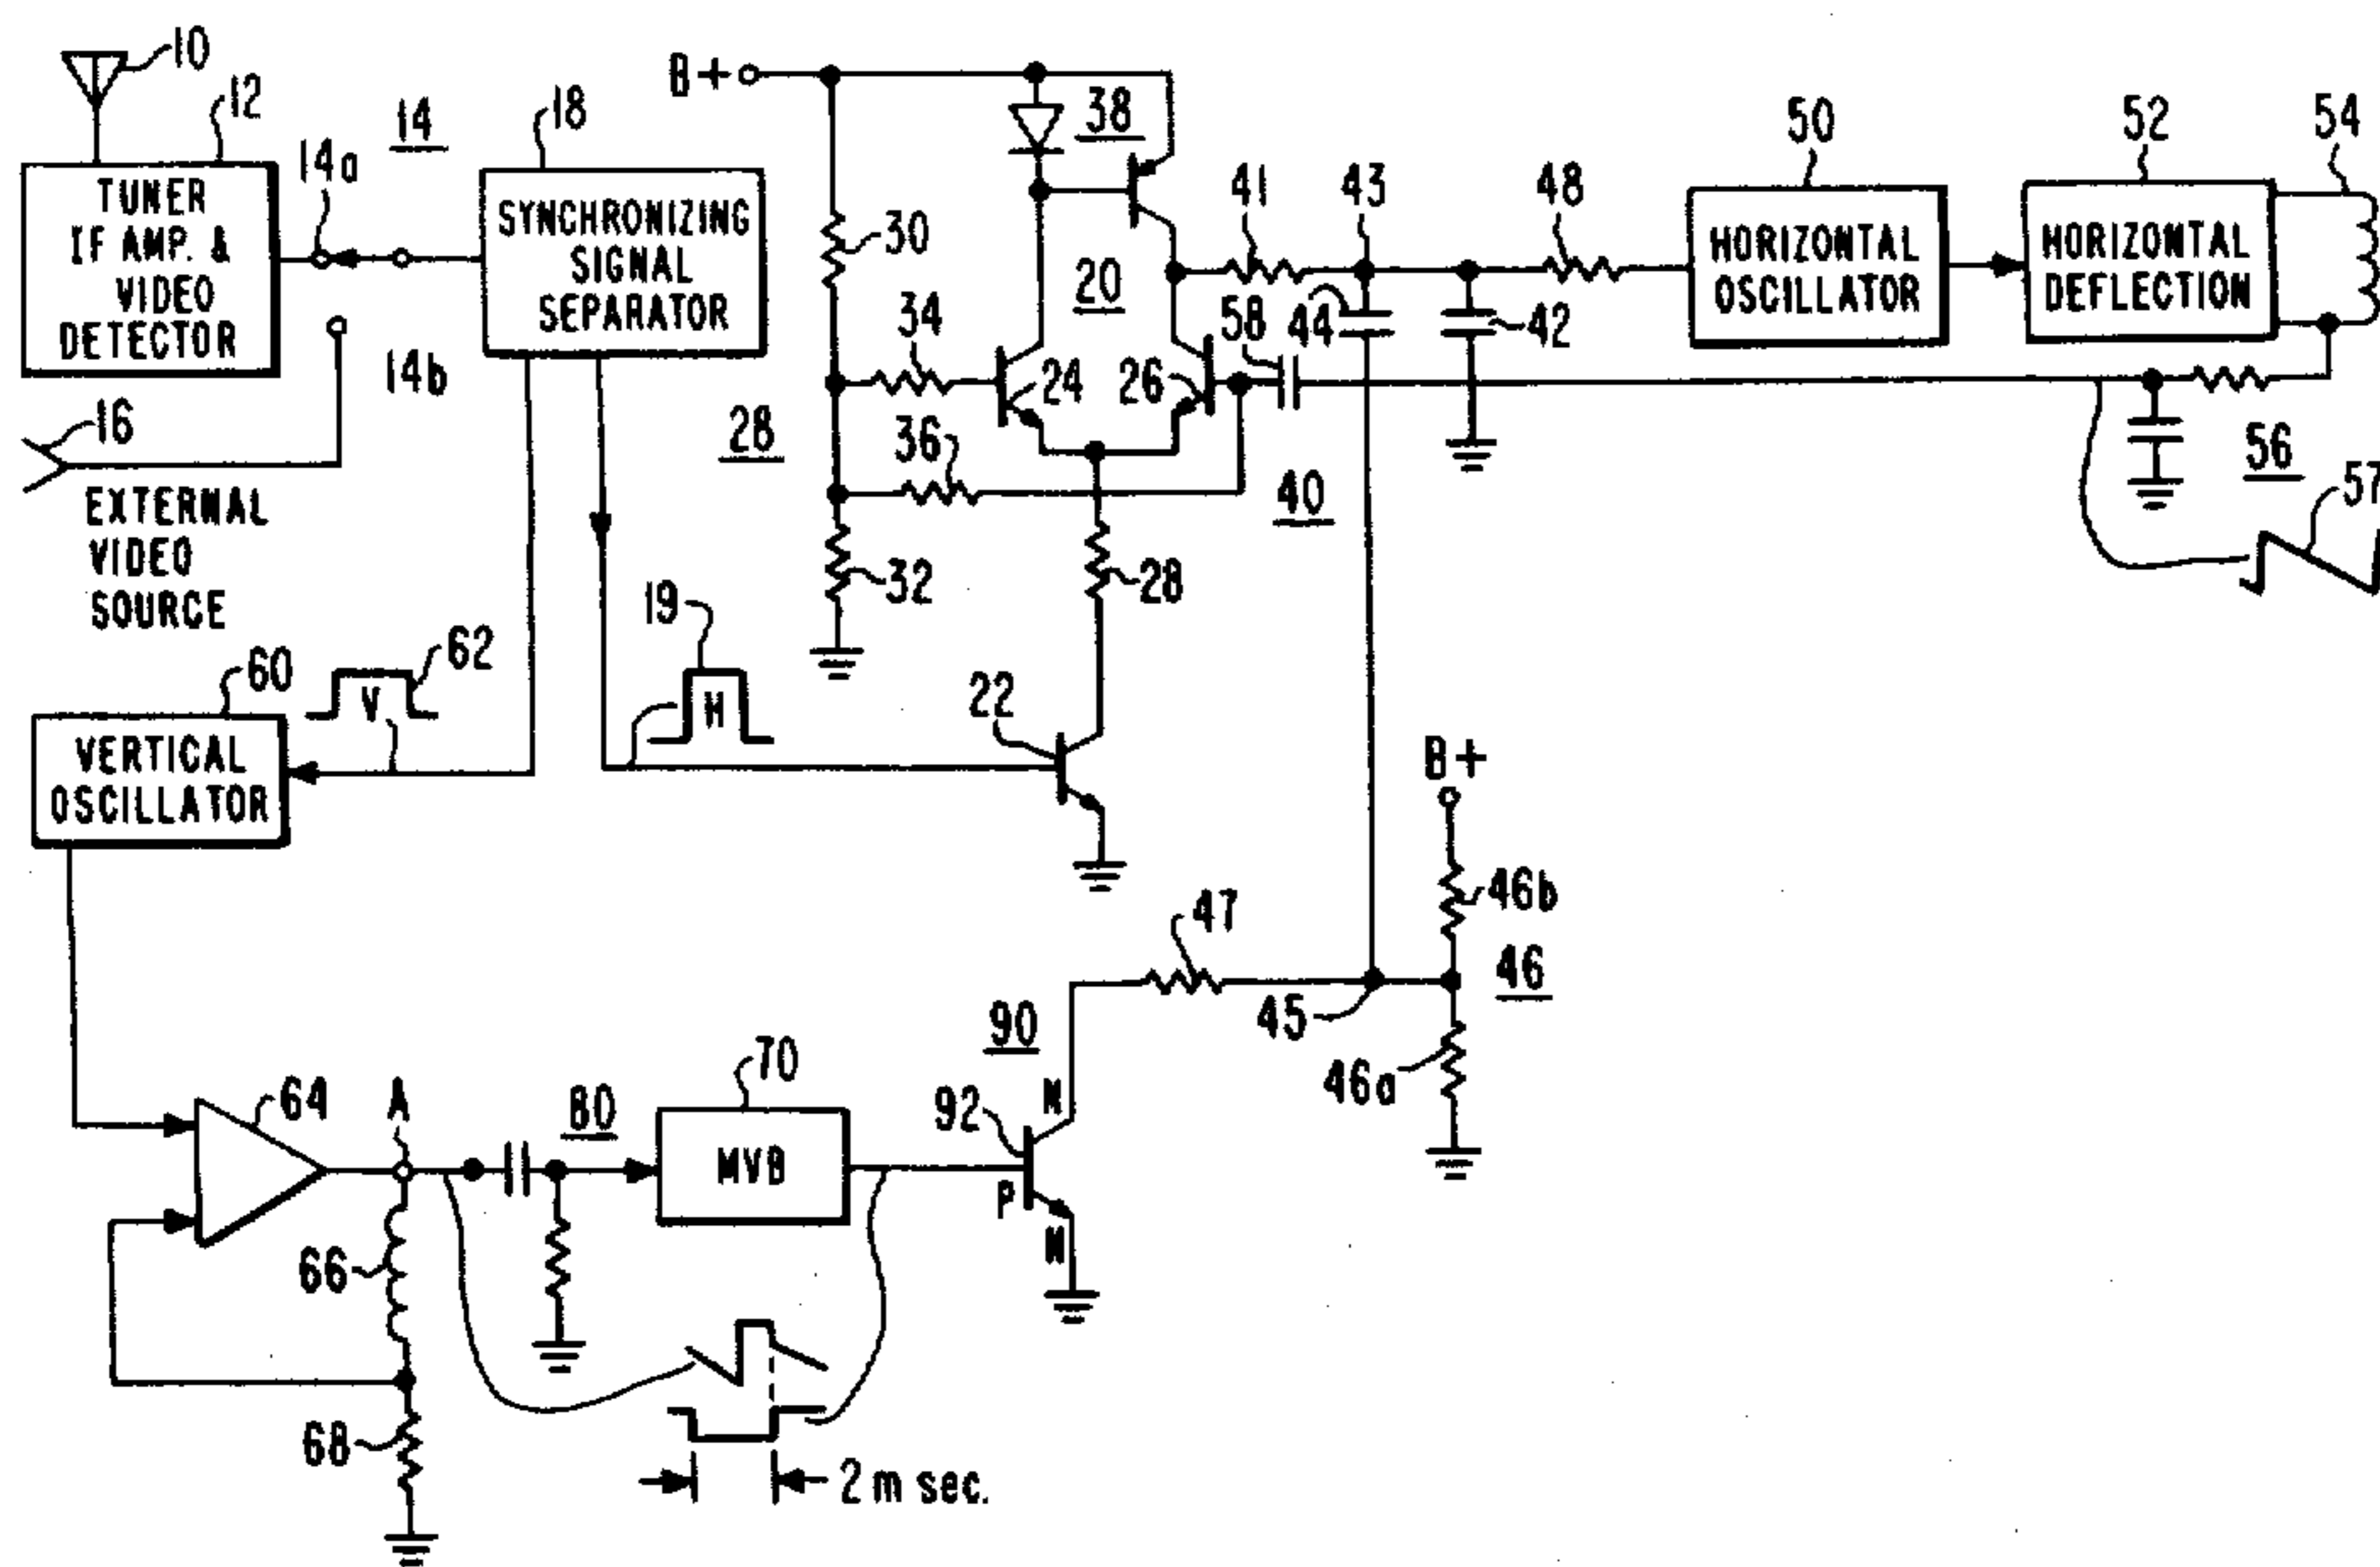 10
12
14
14a
TUNER
IF AMP. &
VIDEO
DETECTOR
14b
16
EXTERNAL
VIDEO
SOURCE
18
SYNCHRONIZING
SIGNAL
SEPARATOR
B+
38
30
34
20
24
26
58
28
36
32
28
40
41
43
44
42
48
50
HORIZONTAL
OSCILLATOR
52
HORIZONTAL
DEFLECTION
54
56
57
19
H
22
60
62
V
VERTICAL
OSCILLATOR
B+
46b
47
46
45
46a
64
A
80
70
MVB
90
92
N
P
N
66
68
2 m sec.